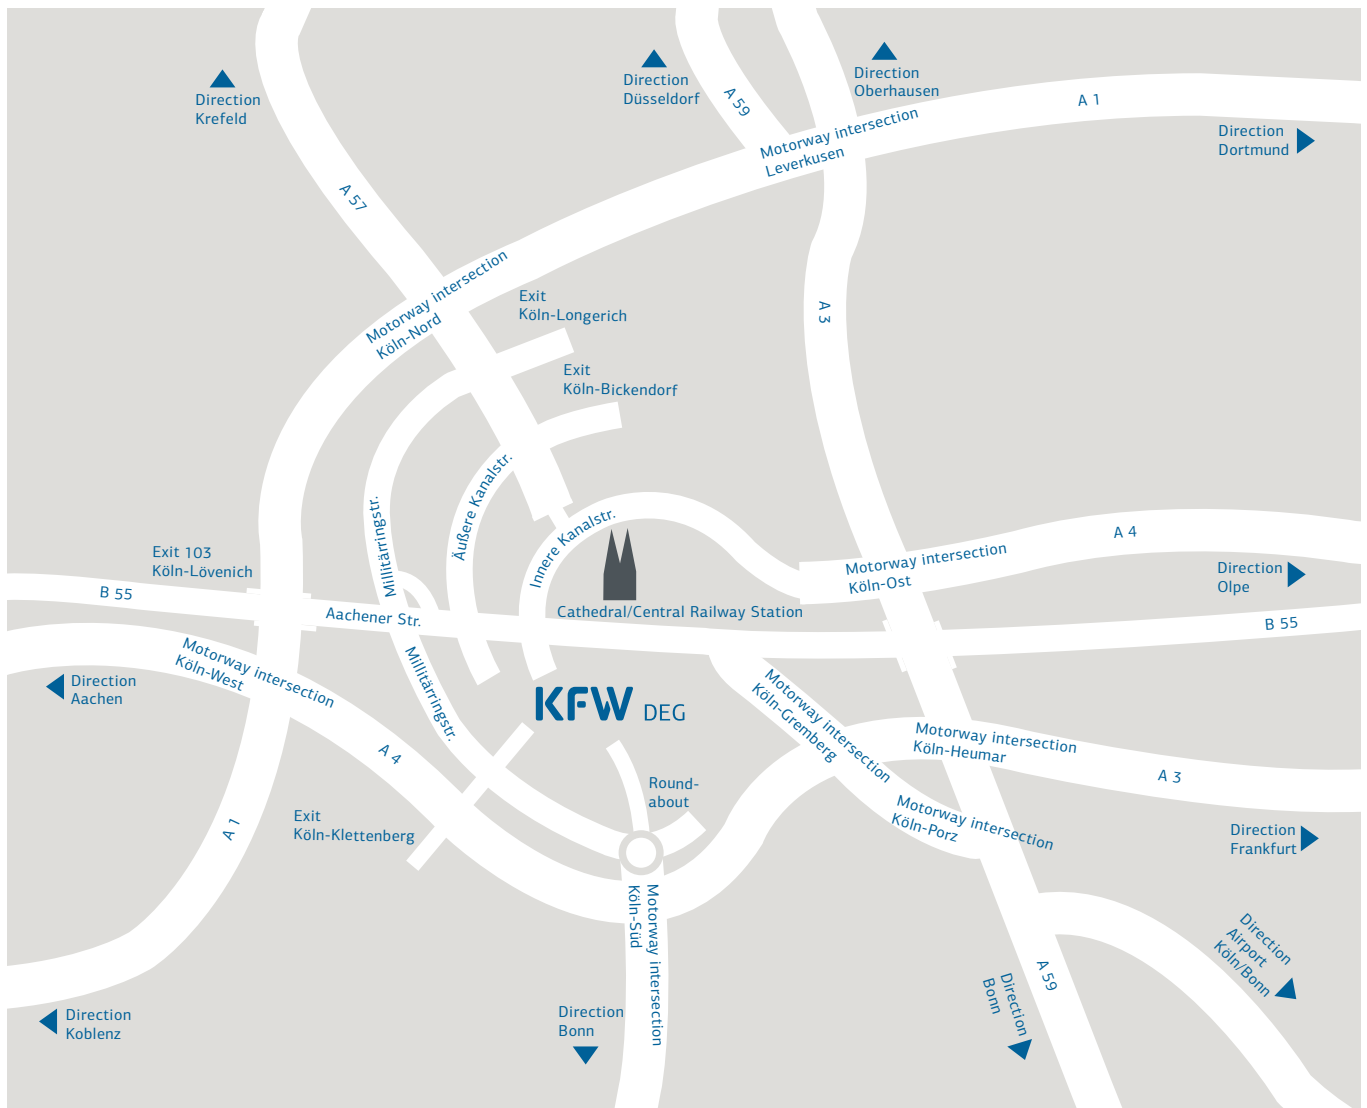 Direction
Krefeld
Direction
Düsseldorf
A 59
Direction
Oberhausen
A 1
Direction
Dortmund
Motorway intersection
Leverkusen
A 57
Motorway intersection
Köln-Nord
Exit
Köln-Longerich
A 3
Exit
Köln-Bickendorf
Millitärringstr.
Äußere Kanalstr.
Innere Kanalstr.
Exit 103
Köln-Lövenich
B 55
Aachener Str.
Cathedral/Central Railway Station
Motorway intersection
Köln-Ost
A 4
Direction
Olpe
B 55
Motorway intersection
Köln-West
Direction
Aachen
Millitärringstr.
KFW DEG
Motorway intersection
Köln-Gremberg
Motorway intersection
Köln-Heumar
A 3
A 4
Round-
about
Exit
Köln-Klettenberg
A 1
Motorway intersection
Köln-Porz
Direction
Frankfurt
Motorway intersection
Köln-Süd
Direction
Airport
Köln/Bonn
A 59
Direction
Bonn
Direction
Bonn
Direction
Koblenz